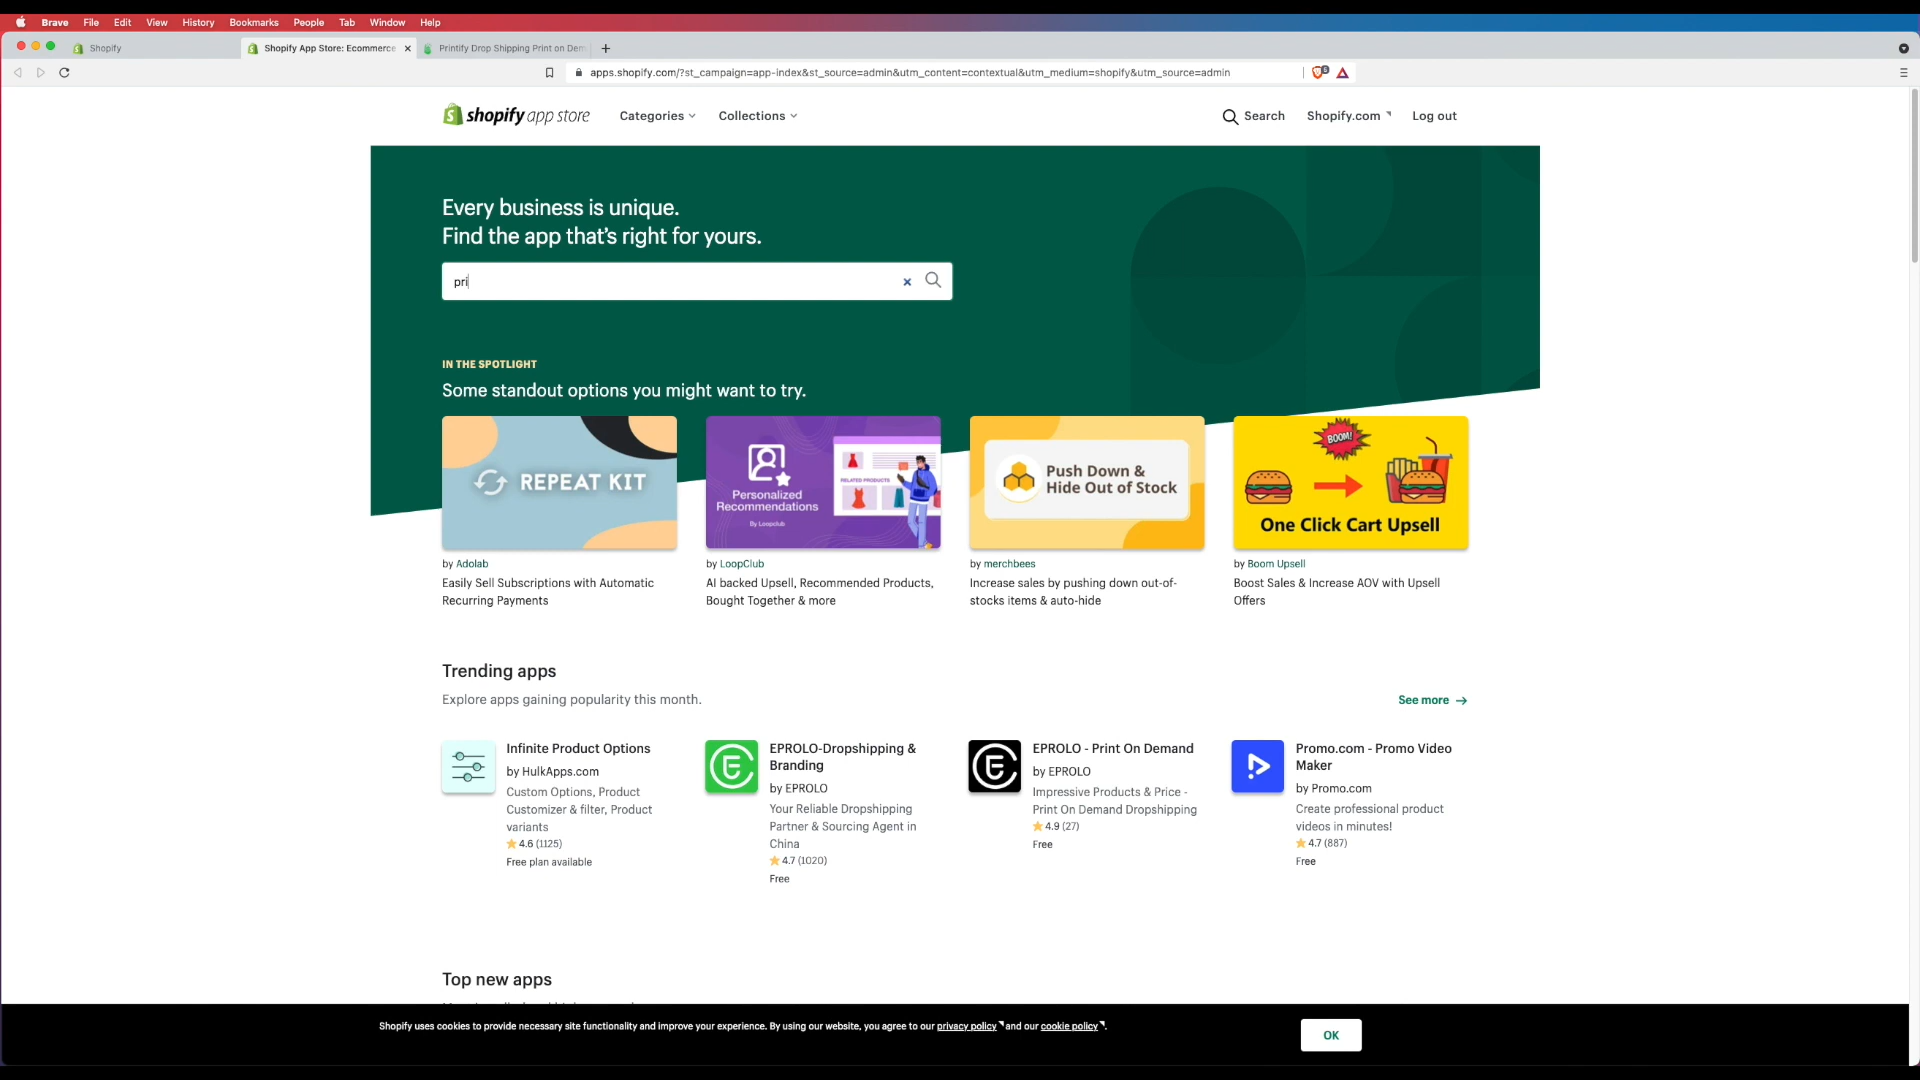 Brave File Edit View History Bookmarks People Tab Window Help
Shopify
Shopify App Store: Ecommerce
Printify Drop Shipping Print on Dem
apps.shopify.com/?st_campaign=app-index&st_source=admin&utm_content=contextual&utm_medium=shopify&utm_source=admin
shopify app store Categories Collections Search Shopify.com Log out
Every business is unique.
Find the app that's right for yours.
pri
IN THE SPOTLIGHT
Some standout options you might want to try.
REPEAT KIT
by Adolab
Easily Sell Subscriptions with Automatic
Recurring Payments
Personalized
Recommendations
By Loopclub
RELATED PRODUCTS
by LoopClub
AI backed Upsell, Recommended Products,
Bought Together & more
Push Down &
Hide Out of Stock
by merchbees
Increase sales by pushing down out-of-
stocks items & auto-hide
BOOM!
One Click Cart Upsell
by Boom Upsell
Boost Sales & Increase AOV with Upsell
Offers
Trending apps
Explore apps gaining popularity this month.
See more
Infinite Product Options
by HulkApps.com
Custom Options, Product
Customizer & filter, Product
variants
4.6 (1125)
Free plan available
EPROLO-Dropshipping &
Branding
by EPROLO
Your Reliable Dropshipping
Partner & Sourcing Agent in
China
4.7 (1020)
Free
EPROLO - Print On Demand
by EPROLO
Impressive Products & Price -
Print On Demand Dropshipping
4.9 (27)
Free
Promo.com - Promo Video
Maker
by Promo.com
Create professional product
videos in minutes!
4.7 (887)
Free
Top new apps
Shopify uses cookies to provide necessary site functionality and improve your experience. By using our website, you agree to our privacy policy and our cookie policy.
OK